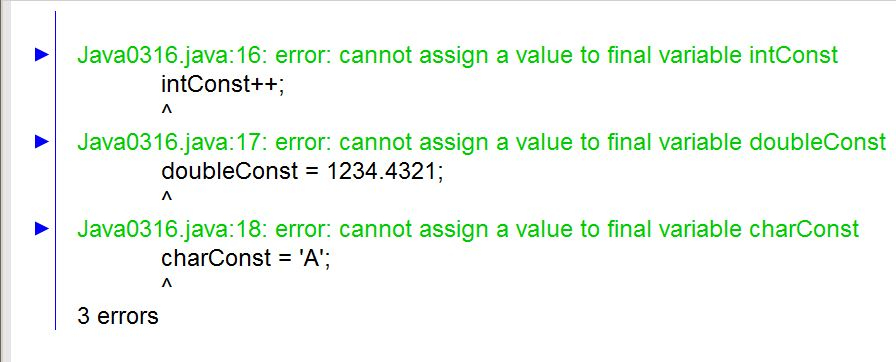 Java0316.java:16: error: cannot assign a value to final variable intConst
intConst++;
^
Java0316.java:17: error: cannot assign a value to final variable doubleConst
doubleConst = 1234.4321;
^
Java0316.java:18: error: cannot assign a value to final variable charConst
charConst = 'A';
^
3 errors